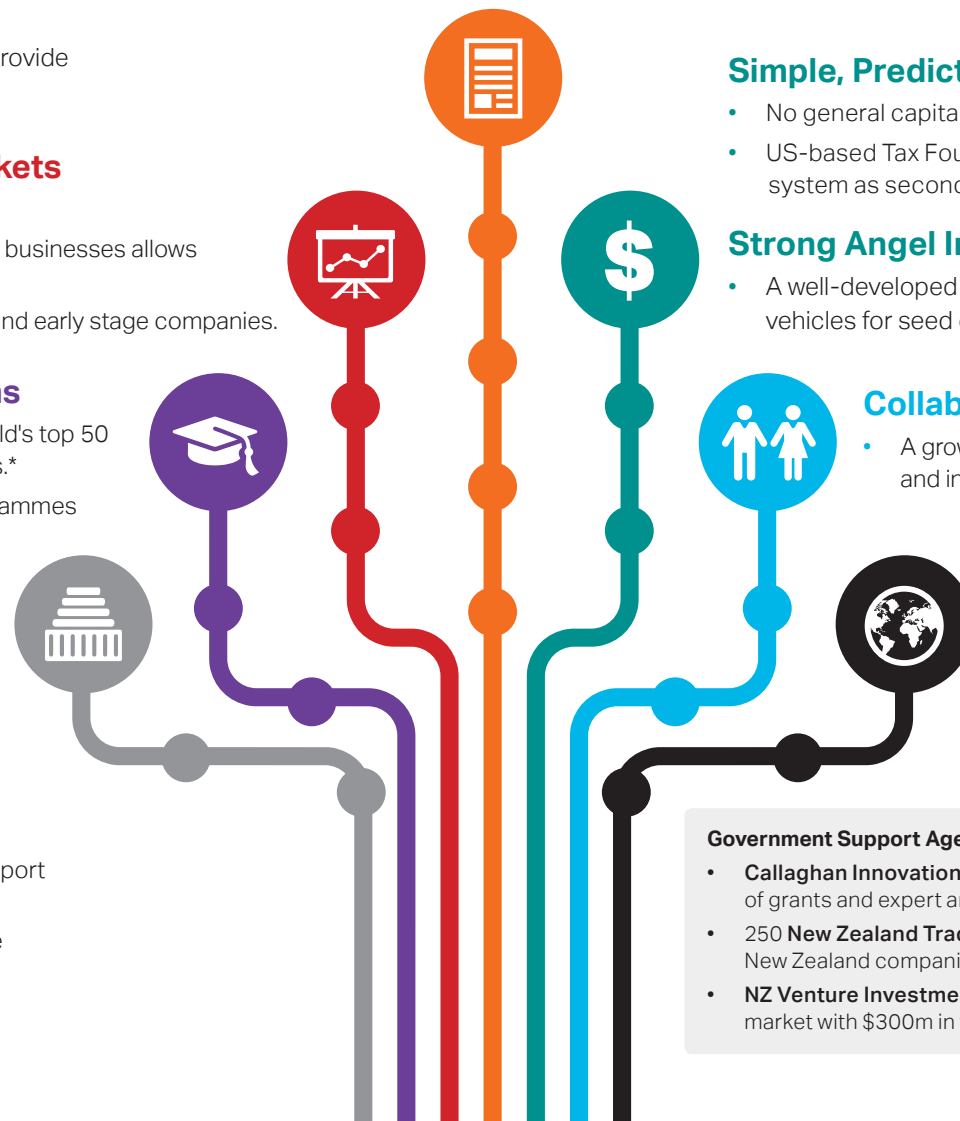 rovide
kets
businesses allows
nd early stage companies.
ns
ld's top 50
s.*
ammes
port
e
$
Simple, Predict
• No general capita
• US-based Tax Fou
system as second
Strong Angel In
• A well-developed
vehicles for seed
Collab
• A grow
and in
Government Support Age
• Callaghan Innovation
of grants and expert a
• 250 New Zealand Trad
New Zealand compani
• NZ Venture Investme
market with $300m in